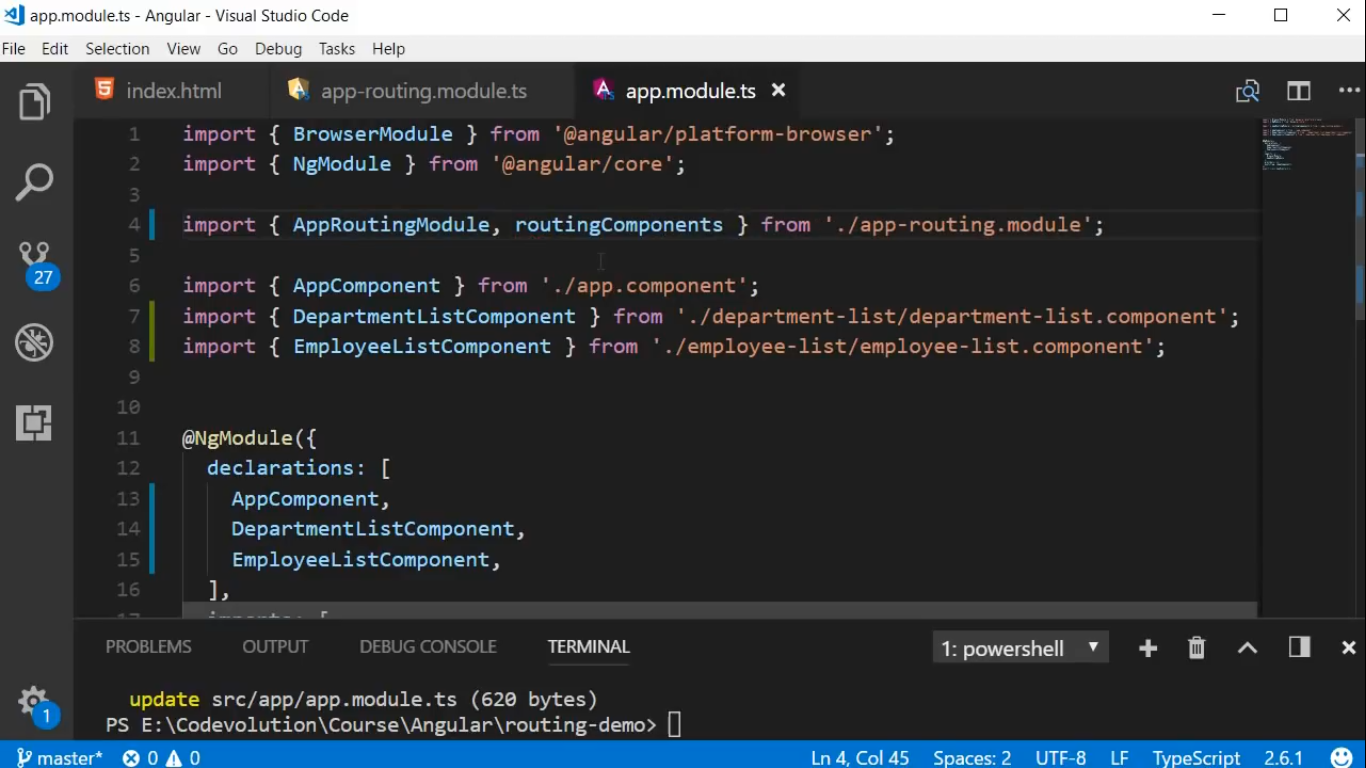 app.module.ts - Angular - Visual Studio Code
File Edit Selection View Go Debug Tasks Help
index.html app-routing.module.ts app.module.ts
1 import { BrowserModule } from '@angular/platform-browser';
2 import { NgModule } from '@angular/core';
3
4 import { AppRoutingModule, routingComponents } from './app-routing.module';
5
6 import { AppComponent } from './app.component';
7 import { DepartmentListComponent } from './department-list/department-list.component';
8 import { EmployeeListComponent } from './employee-list/employee-list.component';
9
10
11 @NgModule({
12 declarations: [
13 AppComponent,
14 DepartmentListComponent,
15 EmployeeListComponent,
16 ],
17 imports: [
27
PROBLEMS OUTPUT DEBUG CONSOLE TERMINAL 1: powershell
update src/app/app.module.ts (620 bytes)
PS E:\Codevolution\Course\Angular\routing-demo>
1
master* 0 0 Ln 4, Col 45 Spaces: 2 UTF-8 LF TypeScript 2.6.1